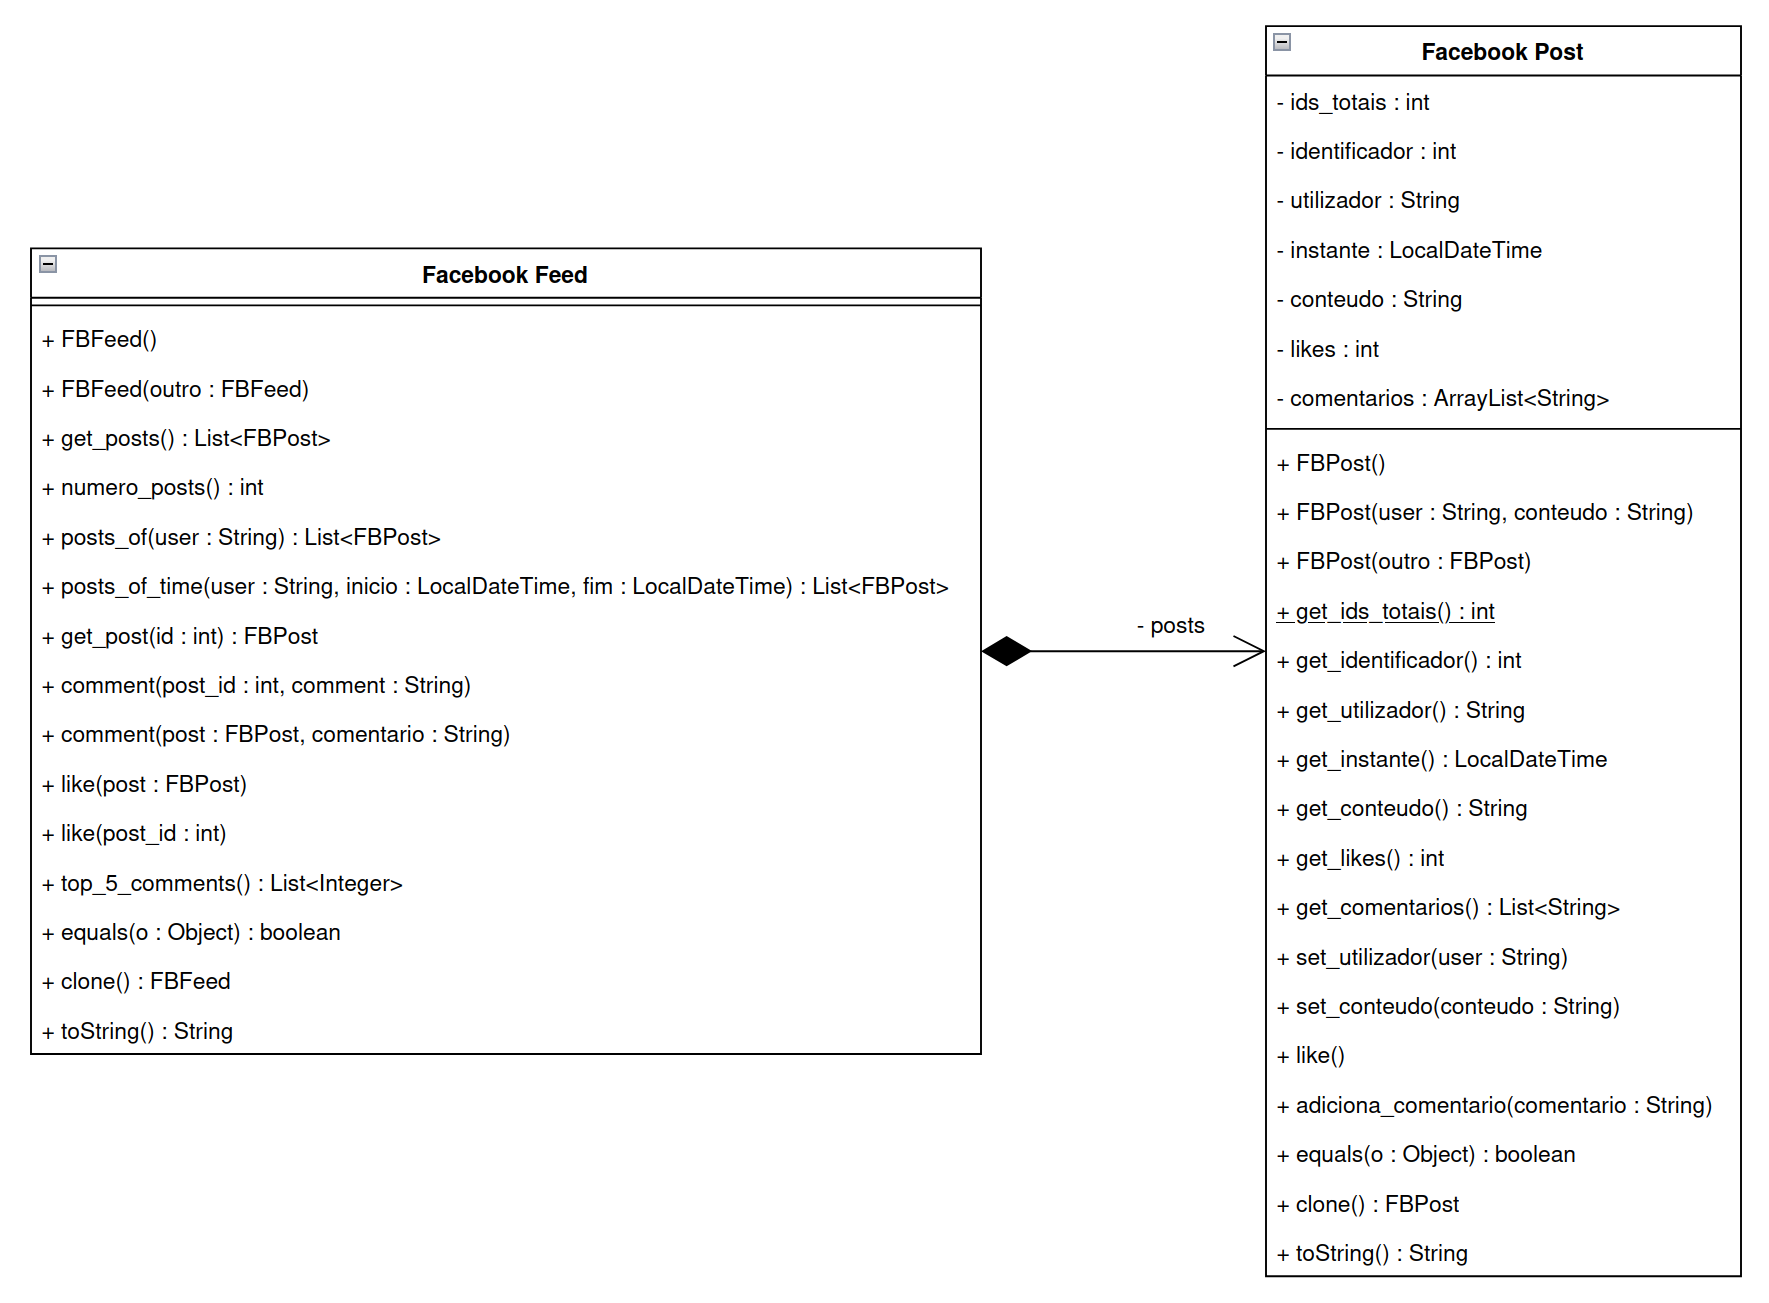 Facebook Feed
+ FBFeed()
+ FBFeed(outro : FBFeed)
+ get_posts() : List<FBPost>
+ numero_posts() : int
+ posts_of(user : String) : List<FBPost>
+ posts_of_time(user : String, inicio : LocalDateTime, fim : LocalDateTime) : List<FBPost>
+ get_post(id : int) : FBPost
+ comment(post_id : int, comment : String)
+ comment(post : FBPost, comentario : String)
+ like(post : FBPost)
+ like(post_id : int)
+ top_5_comments() : List<Integer>
+ equals(o : Object) : boolean
+ clone() : FBFeed
+ toString() : String
- posts
Facebook Post
- ids_totais : int
- identificador : int
- utilizador : String
- instante : LocalDateTime
- conteudo : String
- likes : int
- comentarios : ArrayList<String>
+ FBPost()
+ FBPost(user : String, conteudo : String)
+ FBPost(outro : FBPost)
+ get_ids_totais() : int
+ get_identificador() : int
+ get_utilizador() : String
+ get_instante() : LocalDateTime
+ get_conteudo() : String
+ get_likes() : int
+ get_comentarios() : List<String>
+ set_utilizador(user : String)
+ set_conteudo(conteudo : String)
+ like()
+ adiciona_comentario(comentario : String)
+ equals(o : Object) : boolean
+ clone() : FBPost
+ toString() : String